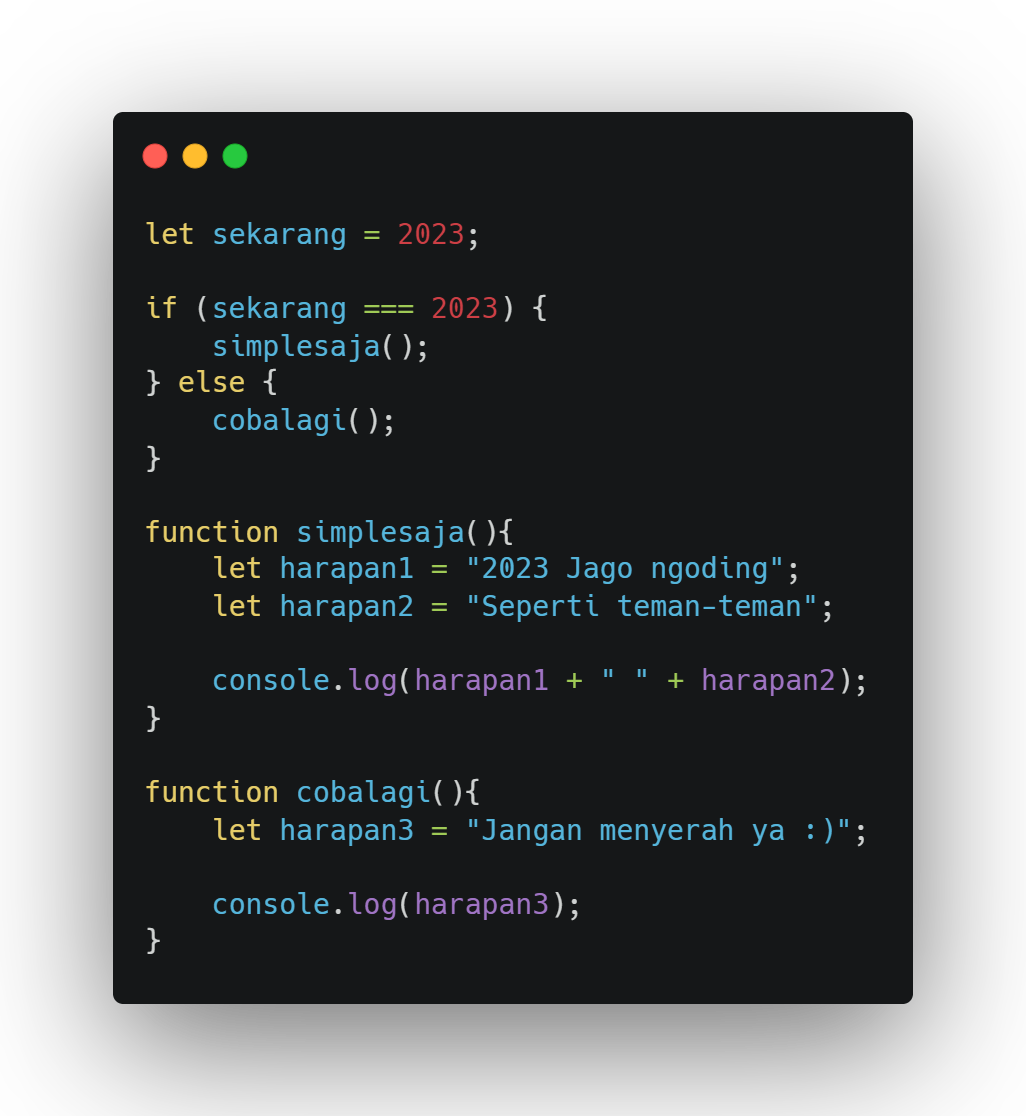 let sekarang = 2023;
if (sekarang === 2023) {
    simplesaja();
} else {
    cobalagi();
}
function simplesaja(){
    let harapan1 = "2023 Jago ngoding";
    let harapan2 = "Seperti teman-teman";
    console.log(harapan1 + " " + harapan2);
}
function cobalagi(){
    let harapan3 = "Jangan menyerah ya :)";
    console.log(harapan3);
}